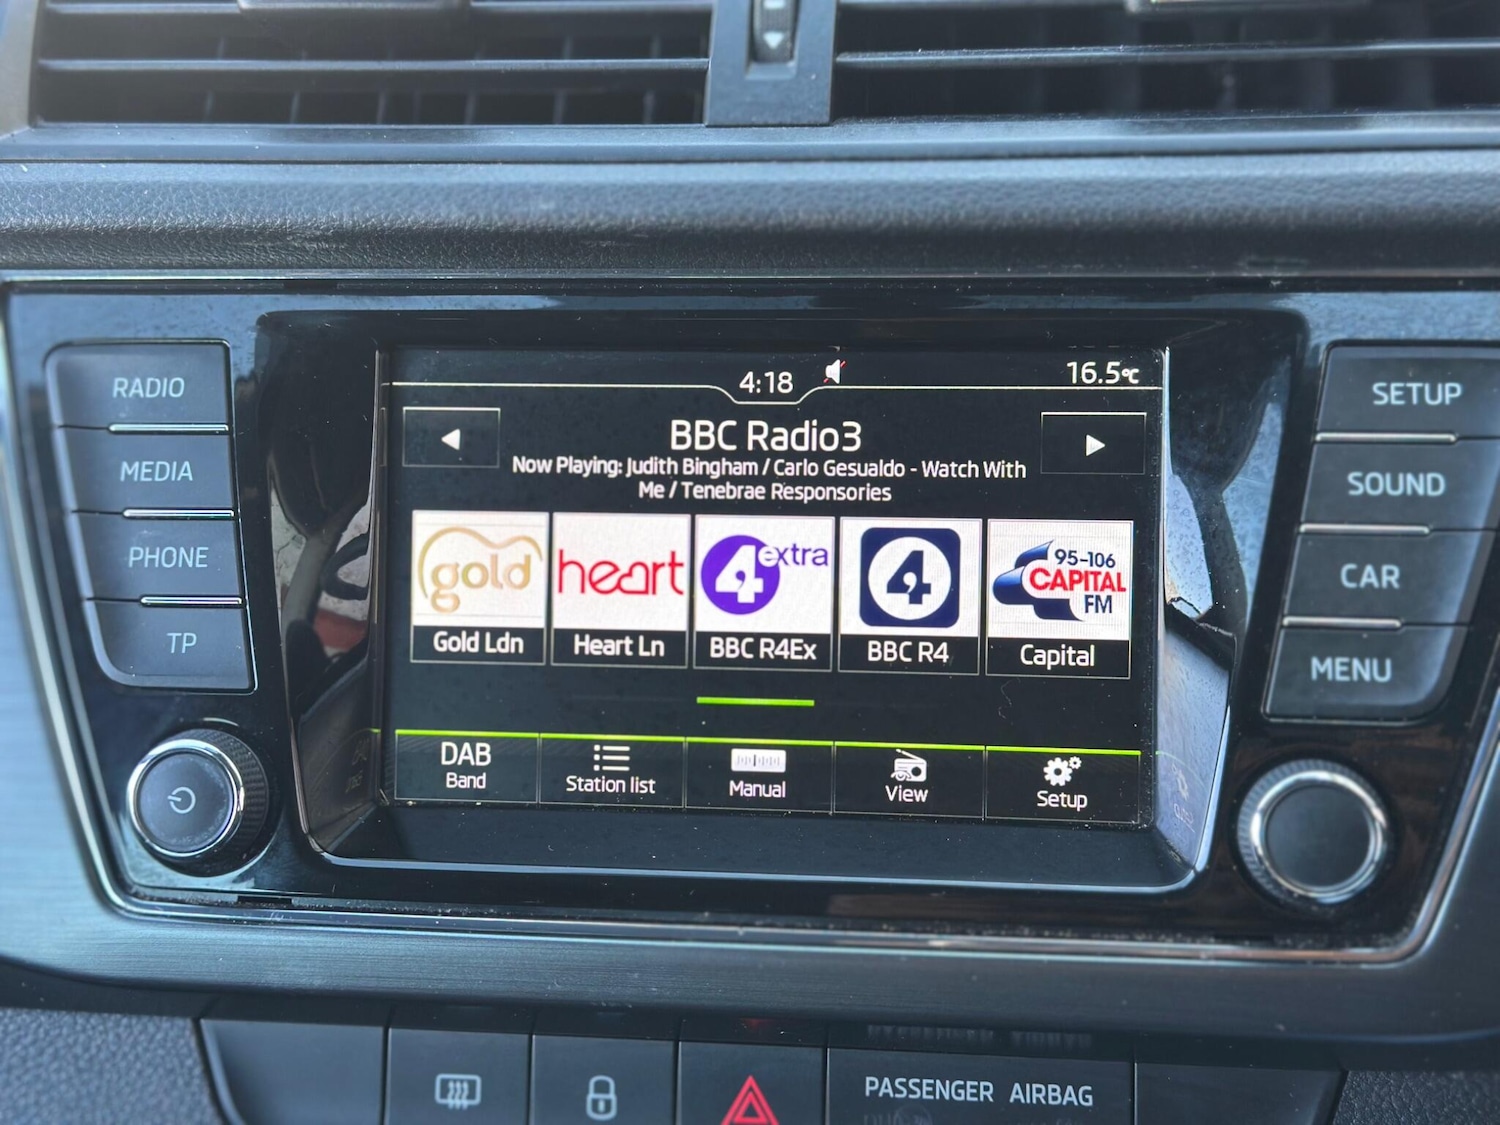 4:18
16.5°C
BBC Radio3
Now Playing: Judith Bingham / Carlo Gesualdo - Watch With
Me / Tenebrae Responsories
gold
heart
4 extra
4
95-106
CAPITAL
FM
Gold Ldn
Heart Ln
BBC R4Ex
BBC R4
Capital
DAB
Band
Station list
Manual
View
Setup
RADIO
MEDIA
PHONE
TP
SETUP
SOUND
CAR
MENU
PASSENGER AIRBAG